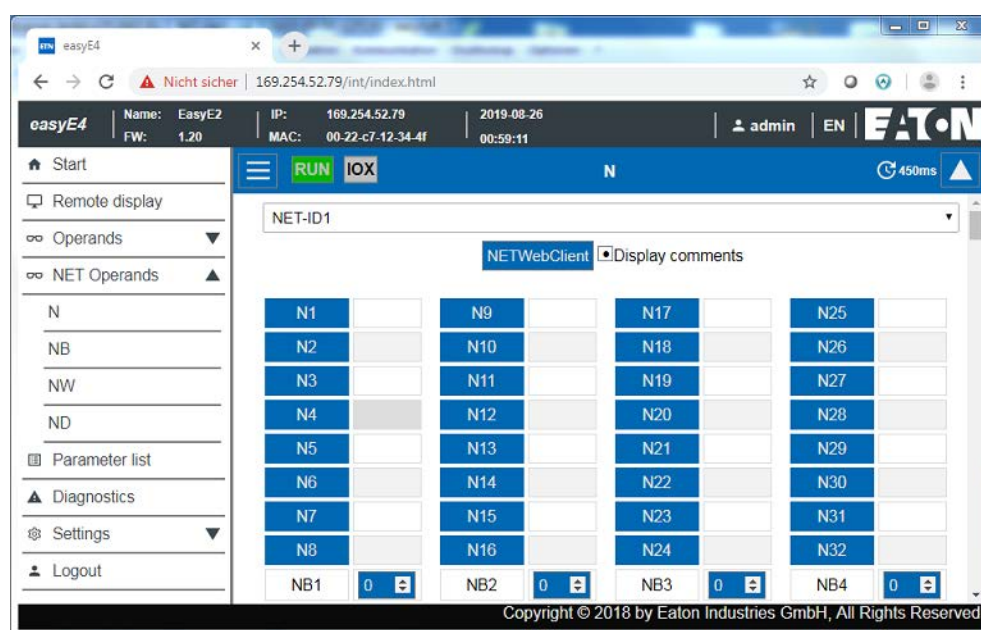 ETN easyE4
Nicht sicher | 169.254.52.79/int/index.html
easyE4
Name: EasyE2
FW: 1.20
IP: 169.254.52.79
MAC: 00-22-c7-12-34-4f
2019-08-26
00:59:11
admin
EN
EATON
Start
Remote display
Operands
NET Operands
N
NB
NW
ND
Parameter list
Diagnostics
Settings
Logout
RUN IOX N 450ms
NET-ID1
NETWebClient Display comments
N1 N9 N17 N25
N2 N10 N18 N26
N3 N11 N19 N27
N4 N12 N20 N28
N5 N13 N21 N29
N6 N14 N22 N30
N7 N15 N23 N31
N8 N16 N24 N32
NB1 0 NB2 0 NB3 0 NB4 0
Copyright © 2018 by Eaton Industries GmbH, All Rights Reserved